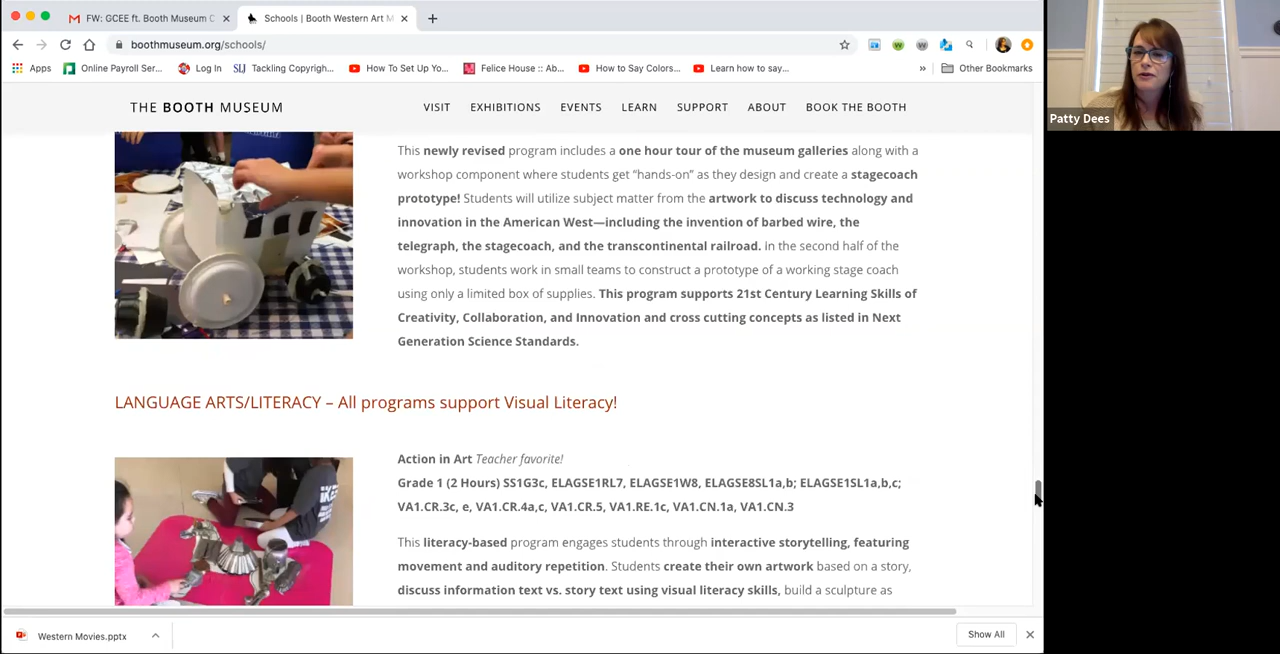 FW: GCEE ft. Booth Museum C
Schools | Booth Western Art M
boothmuseum.org/schools/
Apps Online Payroll Ser... Log In SLJ Tackling Copyrigh... How To Set Up Yo Felice House :: Ab... How to Say Colors... Learn how to say... » Other Bookmarks
Patty Dees
THE BOOTH MUSEUM VISIT EXHIBITIONS EVENTS LEARN SUPPORT ABOUT BOOK THE BOOTH
This newly revised program includes a one hour tour of the museum galleries along with a
workshop component where students get “hands-on” as they design and create a stagecoach
prototype! Students will utilize subject matter from the artwork to discuss technology and
innovation in the American West—including the invention of barbed wire, the
telegraph, the stagecoach, and the transcontinental railroad. In the second half of the
workshop, students work in small teams to construct a prototype of a working stage coach
using only a limited box of supplies. This program supports 21st Century Learning Skills of
Creativity, Collaboration, and Innovation and cross cutting concepts as listed in Next
Generation Science Standards.
LANGUAGE ARTS/LITERACY – All programs support Visual Literacy!
Action in Art Teacher favorite!
Grade 1 (2 Hours) SS1G3c, ELAGSE1RL7, ELAGSE1W8, ELAGSE8SL1a,b; ELAGSE1SL1a,b,c;
VA1.CR.3c, e, VA1.CR.4a,c, VA1.CR.5, VA1.RE.1c, VA1.CN.1a, VA1.CN.3
This literacy-based program engages students through interactive storytelling, featuring
movement and auditory repetition. Students create their own artwork based on a story,
discuss information text vs. story text using visual literacy skills, build a sculpture as
Western Movies.pptx
Show All